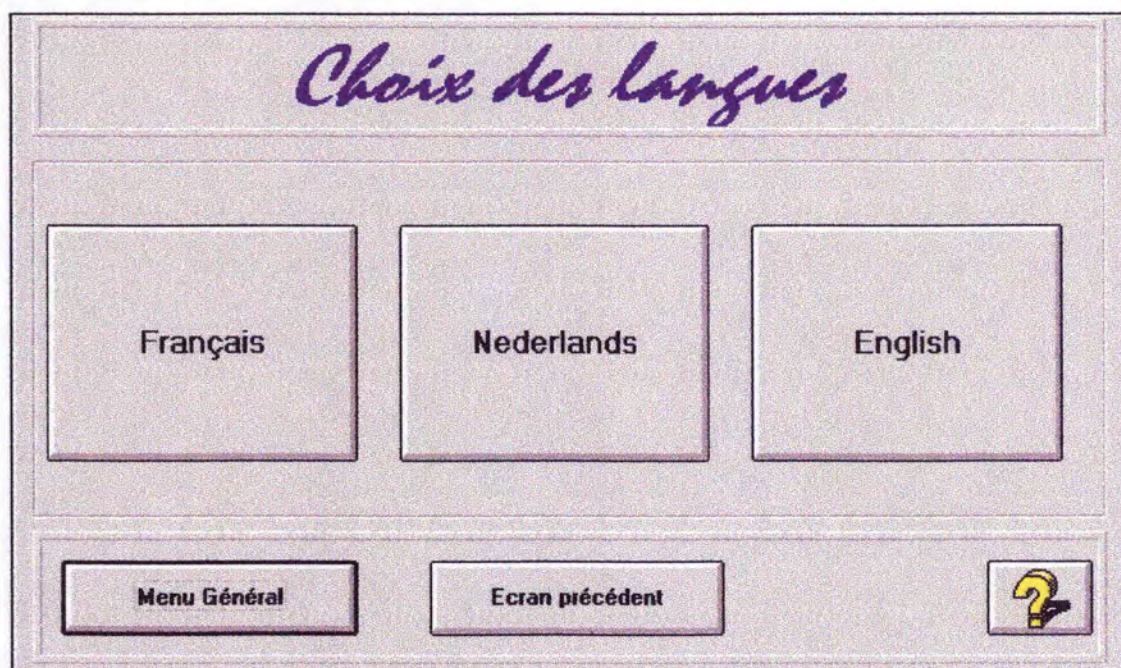 Choix des langues
Français
Nederlands
English
Menu Général
Ecran précédent
?